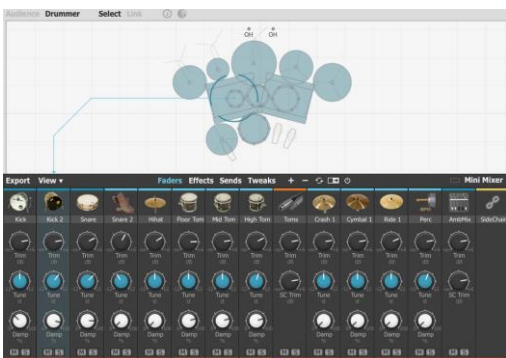 Audience Drummer Select Link
OH OH
Export View ▾ Faders Effects Sends Tweaks + − Mini Mixer
Kick Kick 2 Snare Snare 2 Hihat Floor Tom Mid Tom High Tom Toms Crash 1 Cymbal 1 Ride 1 Perc AmbMix SideChain
Trim Trim Trim Trim Trim Trim Trim Trim Trim Trim Trim Trim Trim Trim
Tune Tune Tune Tune Tune Tune Tune Tune SC Trim Tune Tune Tune Tune SC Trim
Damp Damp Damp Damp Damp Damp Damp Damp Damp Damp Damp Damp
M S M S M S M S M S M S M S M S M S M S M S M S M S M S